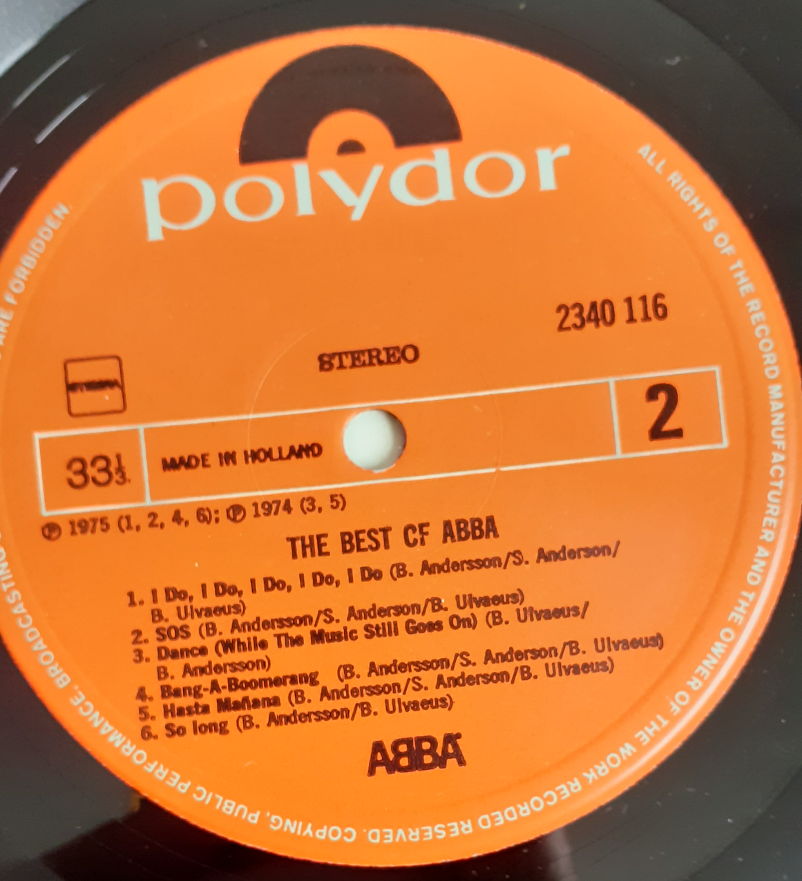 polydor
2340 116
STEREO
STEMRA
33⅓
MADE IN HOLLAND
2
℗ 1975 (1, 2, 4, 6); ℗ 1974 (3, 5)
THE BEST CF ABBA
1. I Do, I Do, I Do, I Do, I Do (B. Andersson/S. Anderson/
B. Ulvaeus)
2. SOS (B. Andersson/S. Anderson/B. Ulvaeus)
3. Dance (While The Music Still Goes On) (B. Ulvaeus/
B. Andersson)
4. Bang-A-Boomerang (B. Andersson/S. Anderson/B. Ulvaeus)
5. Hasta Mañana (B. Andersson/S. Anderson/B. Ulvaeus)
6. So long (B. Andersson/B. Ulvaeus)
ABBA
ALL RIGHTS OF THE RECORD MANUFACTURER AND THE OWNER OF THE WORK RECORDED RESERVED. COPYING, PUBLIC PERFORMANCE, BROADCASTING ARE FORBIDDEN.